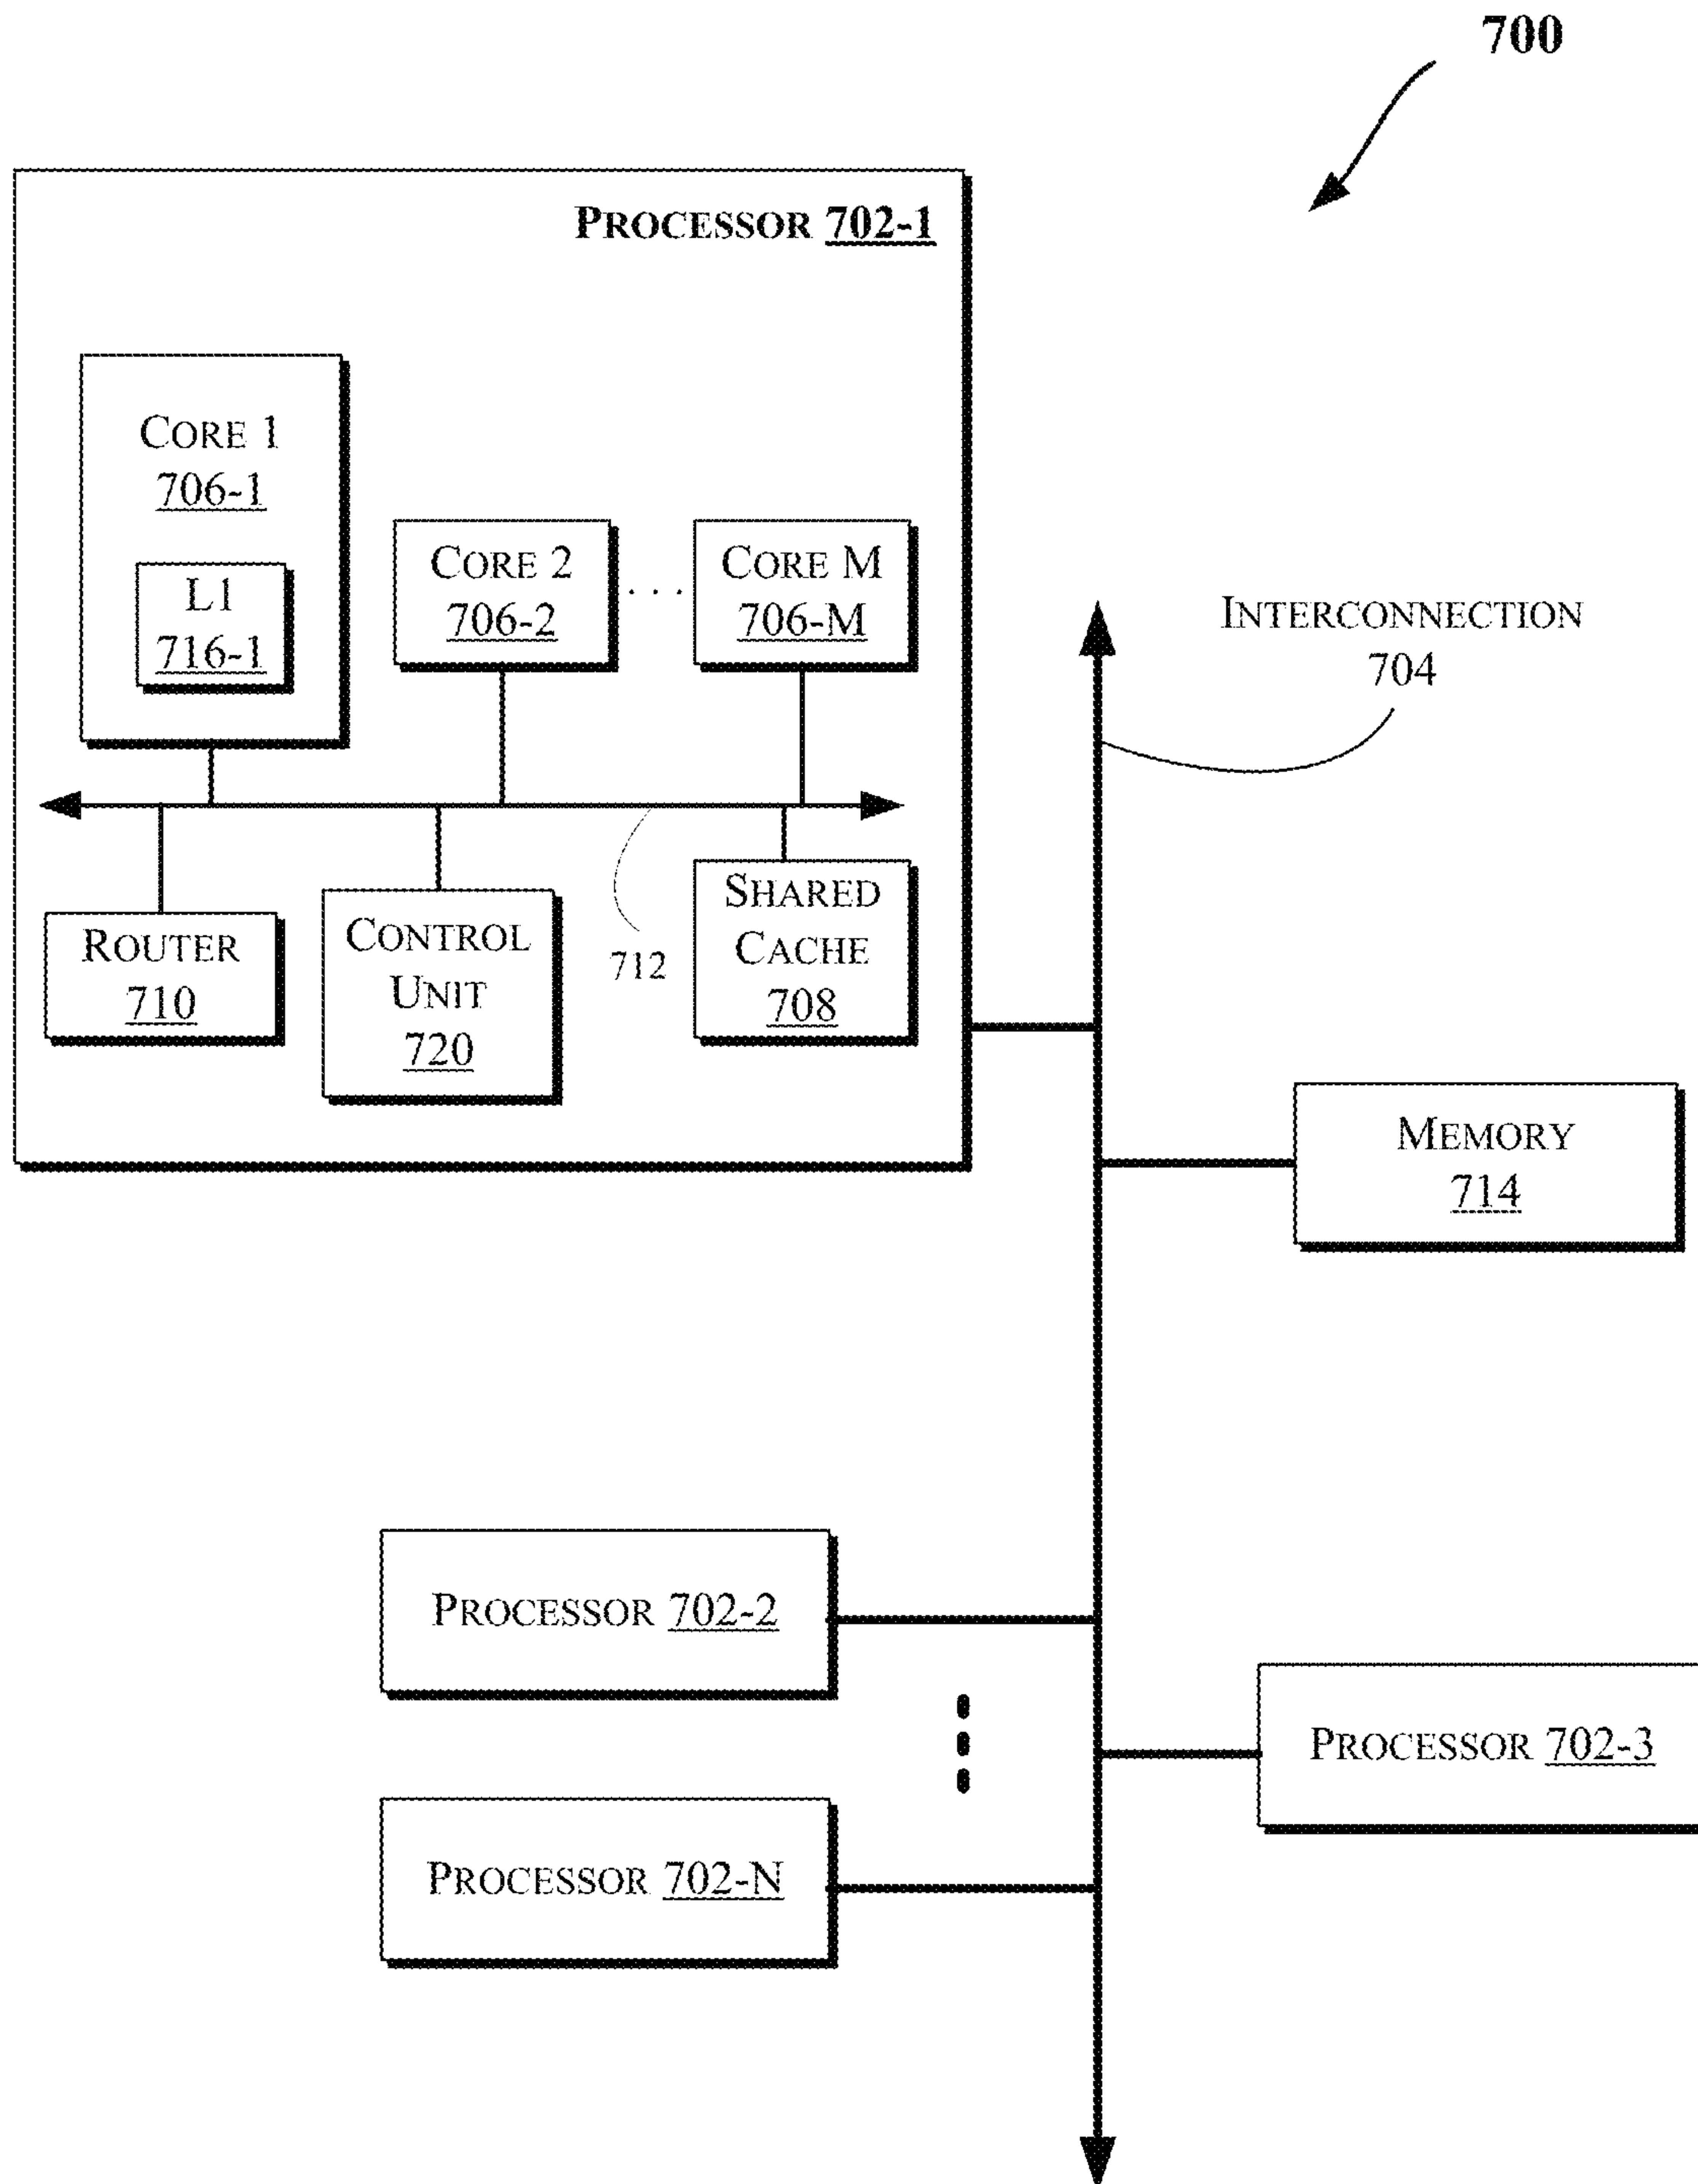 700
PROCESSOR 702-1
CORE 1
706-1
L1
716-1
CORE 2
706-2
. . .
CORE M
706-M
ROUTER
710
CONTROL
UNIT
720
712
SHARED
CACHE
708
INTERCONNECTION
704
MEMORY
714
PROCESSOR 702-2
PROCESSOR 702-3
PROCESSOR 702-N